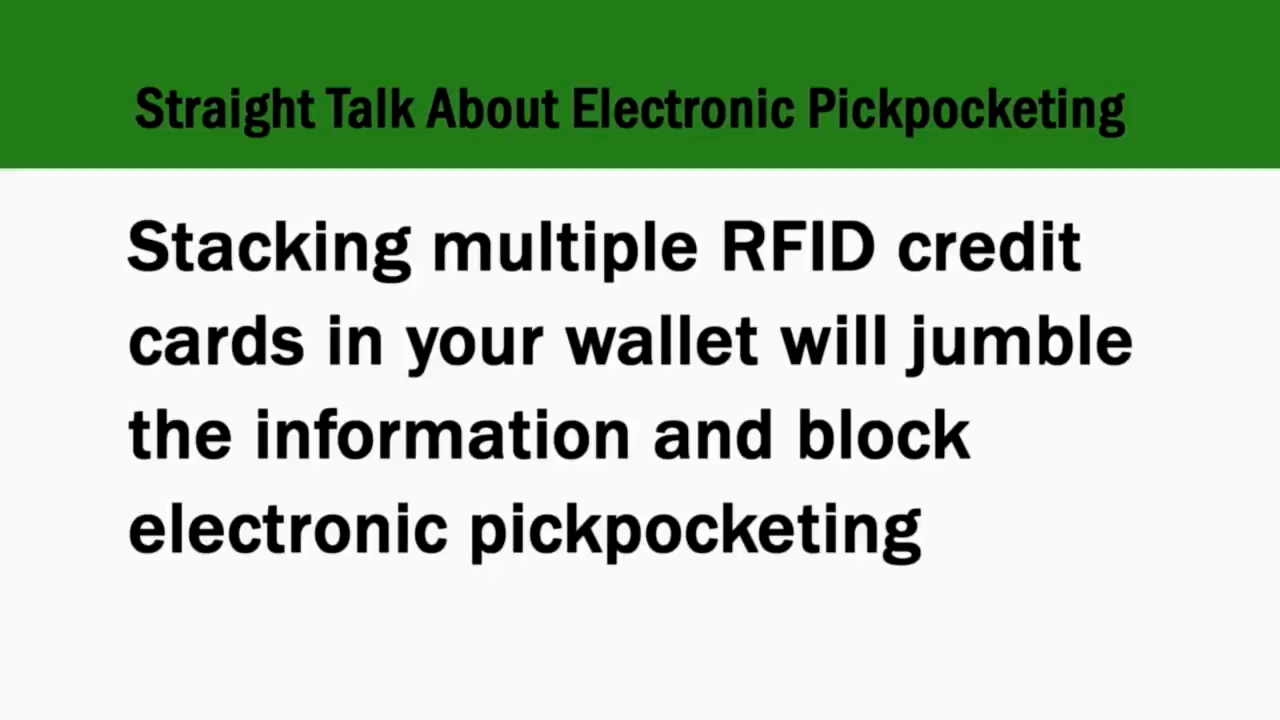 Straight Talk About Electronic Pickpocketing
Stacking multiple RFID credit
cards in your wallet will jumble
the information and block
electronic pickpocketing